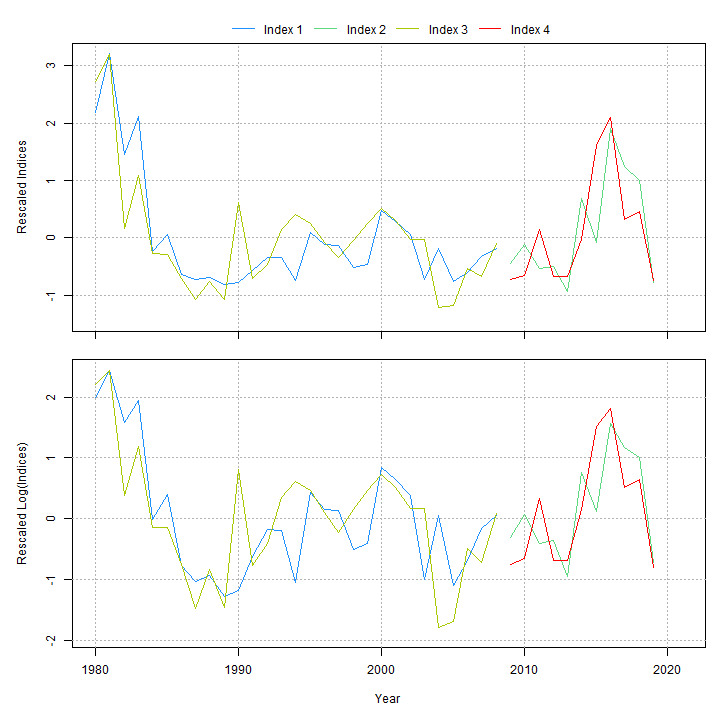 Index 1 Index 2 Index 3 Index 4
3
2
1
0
-1
Rescaled Indices
2
1
0
-1
-2
Rescaled Log(Indices)
1980 1990 2000 2010 2020
Year